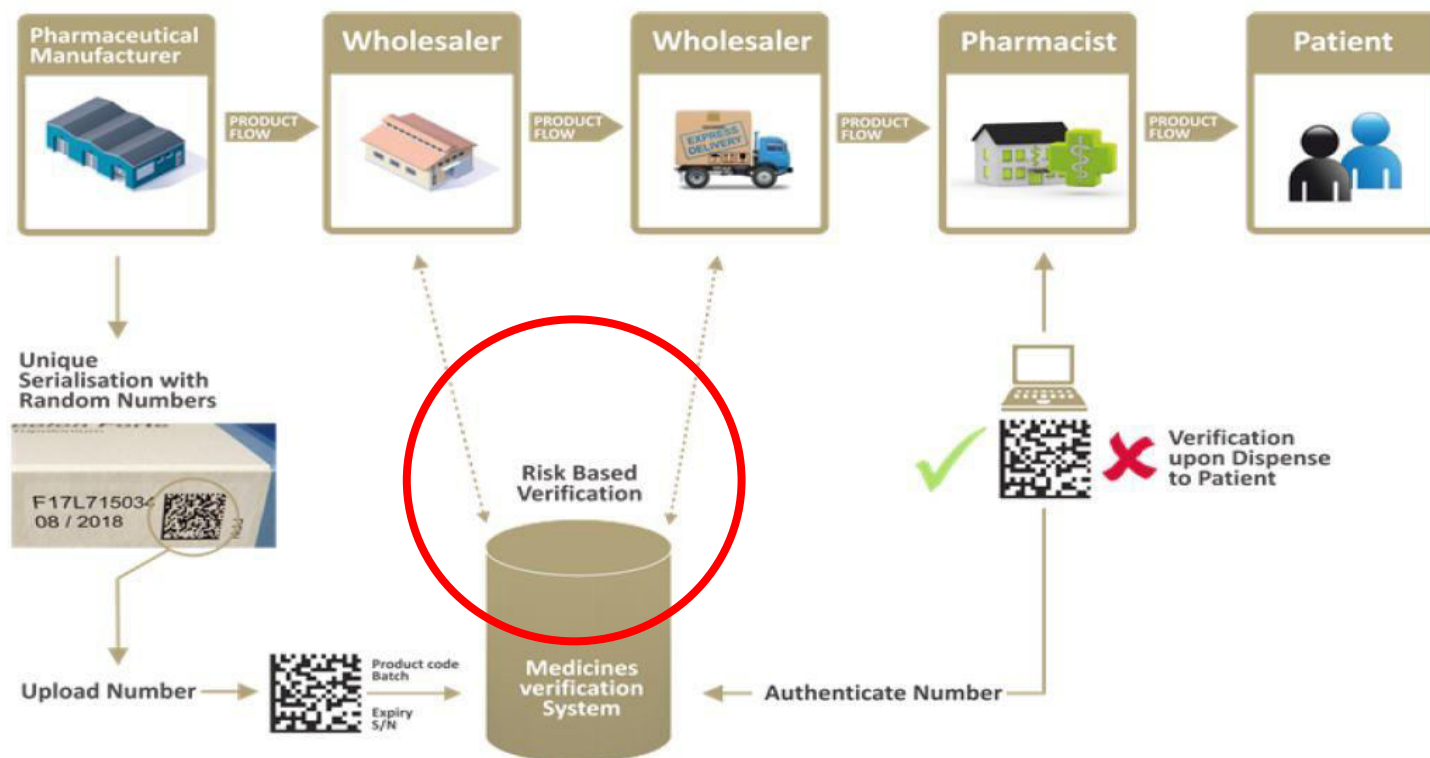 Pharmaceutical
Manufacturer
Wholesaler
Wholesaler
Pharmacist
Patient
PRODUCT
FLOW
PRODUCT
FLOW
EXPRESS
DELIVERY
PRODUCT
FLOW
PRODUCT
FLOW
Unique
Serialisation with
Random Numbers
F17L715034
08 / 2018
Risk Based
Verification
Verification
upon Dispense
to Patient
Upload Number
Product code
Batch
Expiry
S/N
Medicines
verification
System
Authenticate Number